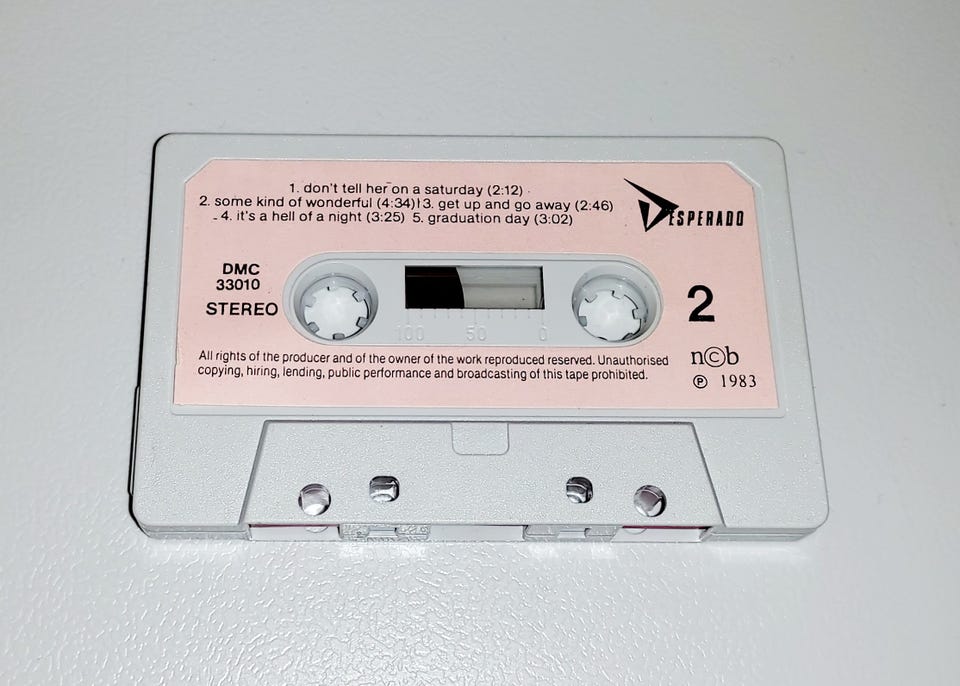 1. don't tell her on a saturday (2:12)
2. some kind of wonderful (4:34) 3. get up and go away (2:46)
4. it's a hell of a night (3:25) 5. graduation day (3:02)
DESPERADO
DMC
33010
STEREO
2
100 50 0
All rights of the producer and of the owner of the work reproduced reserved. Unauthorised
copying, hiring, lending, public performance and broadcasting of this tape prohibited.
n©b
℗ 1983